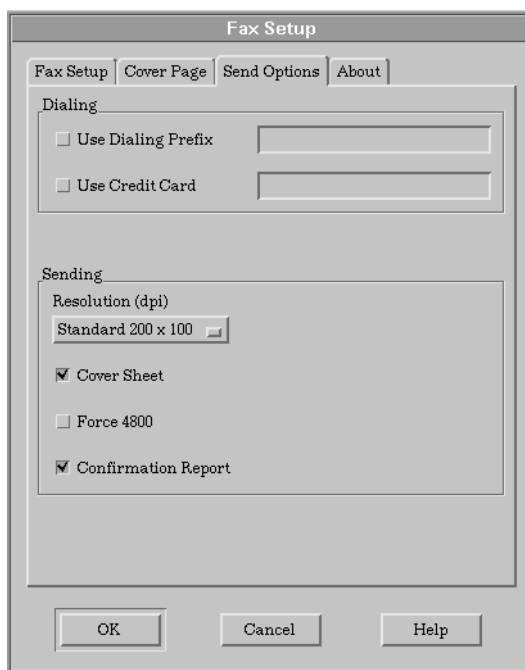 Fax Setup
Fax Setup Cover Page Send Options About
Dialing
Use Dialing Prefix
Use Credit Card
Sending
Resolution (dpi)
Standard 200 x 100
Cover Sheet
Force 4800
Confirmation Report
OK Cancel Help